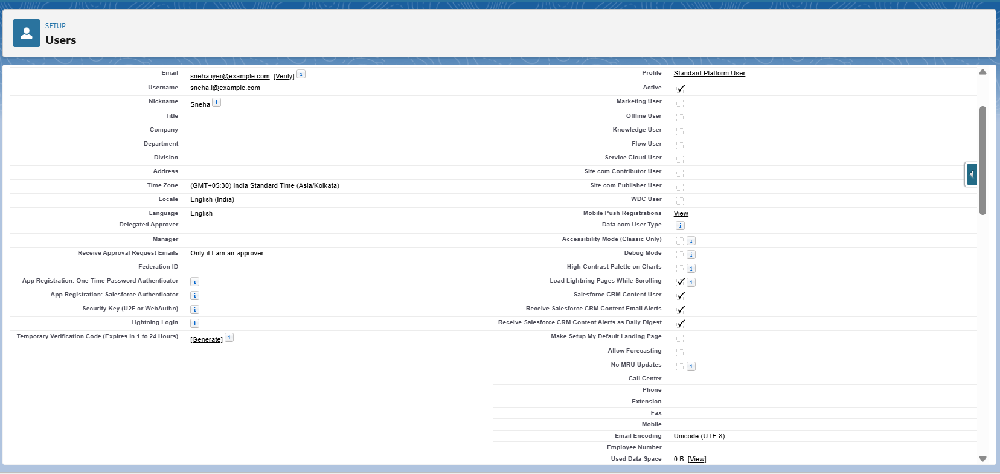 SETUP
Users
Email sneha.iyer@example.com [Verify] i
Username sneha.i@example.com
Nickname Sneha i
Title
Company
Department
Division
Address
Time Zone (GMT+05:30) India Standard Time (Asia/Kolkata)
Locale English (India)
Language English
Delegated Approver
Manager
Receive Approval Request Emails Only if I am an approver
Federation ID
App Registration: One-Time Password Authenticator i
App Registration: Salesforce Authenticator i
Security Key (U2F or WebAuthn) i
Lightning Login i
Temporary Verification Code (Expires in 1 to 24 Hours) [Generate] i
Profile Standard Platform User
Active
Marketing User
Offline User
Knowledge User
Flow User
Service Cloud User
Site.com Contributor User
Site.com Publisher User
WDC User
Mobile Push Registrations View
Data.com User Type i
Accessibility Mode (Classic Only) i
Debug Mode i
High-Contrast Palette on Charts i
Load Lightning Pages While Scrolling i
Salesforce CRM Content User
Receive Salesforce CRM Content Email Alerts
Receive Salesforce CRM Content Alerts as Daily Digest
Make Setup My Default Landing Page
Allow Forecasting
No MRU Updates i
Call Center
Phone
Extension
Fax
Mobile
Email Encoding Unicode (UTF-8)
Employee Number
Used Data Space 0 B [View]